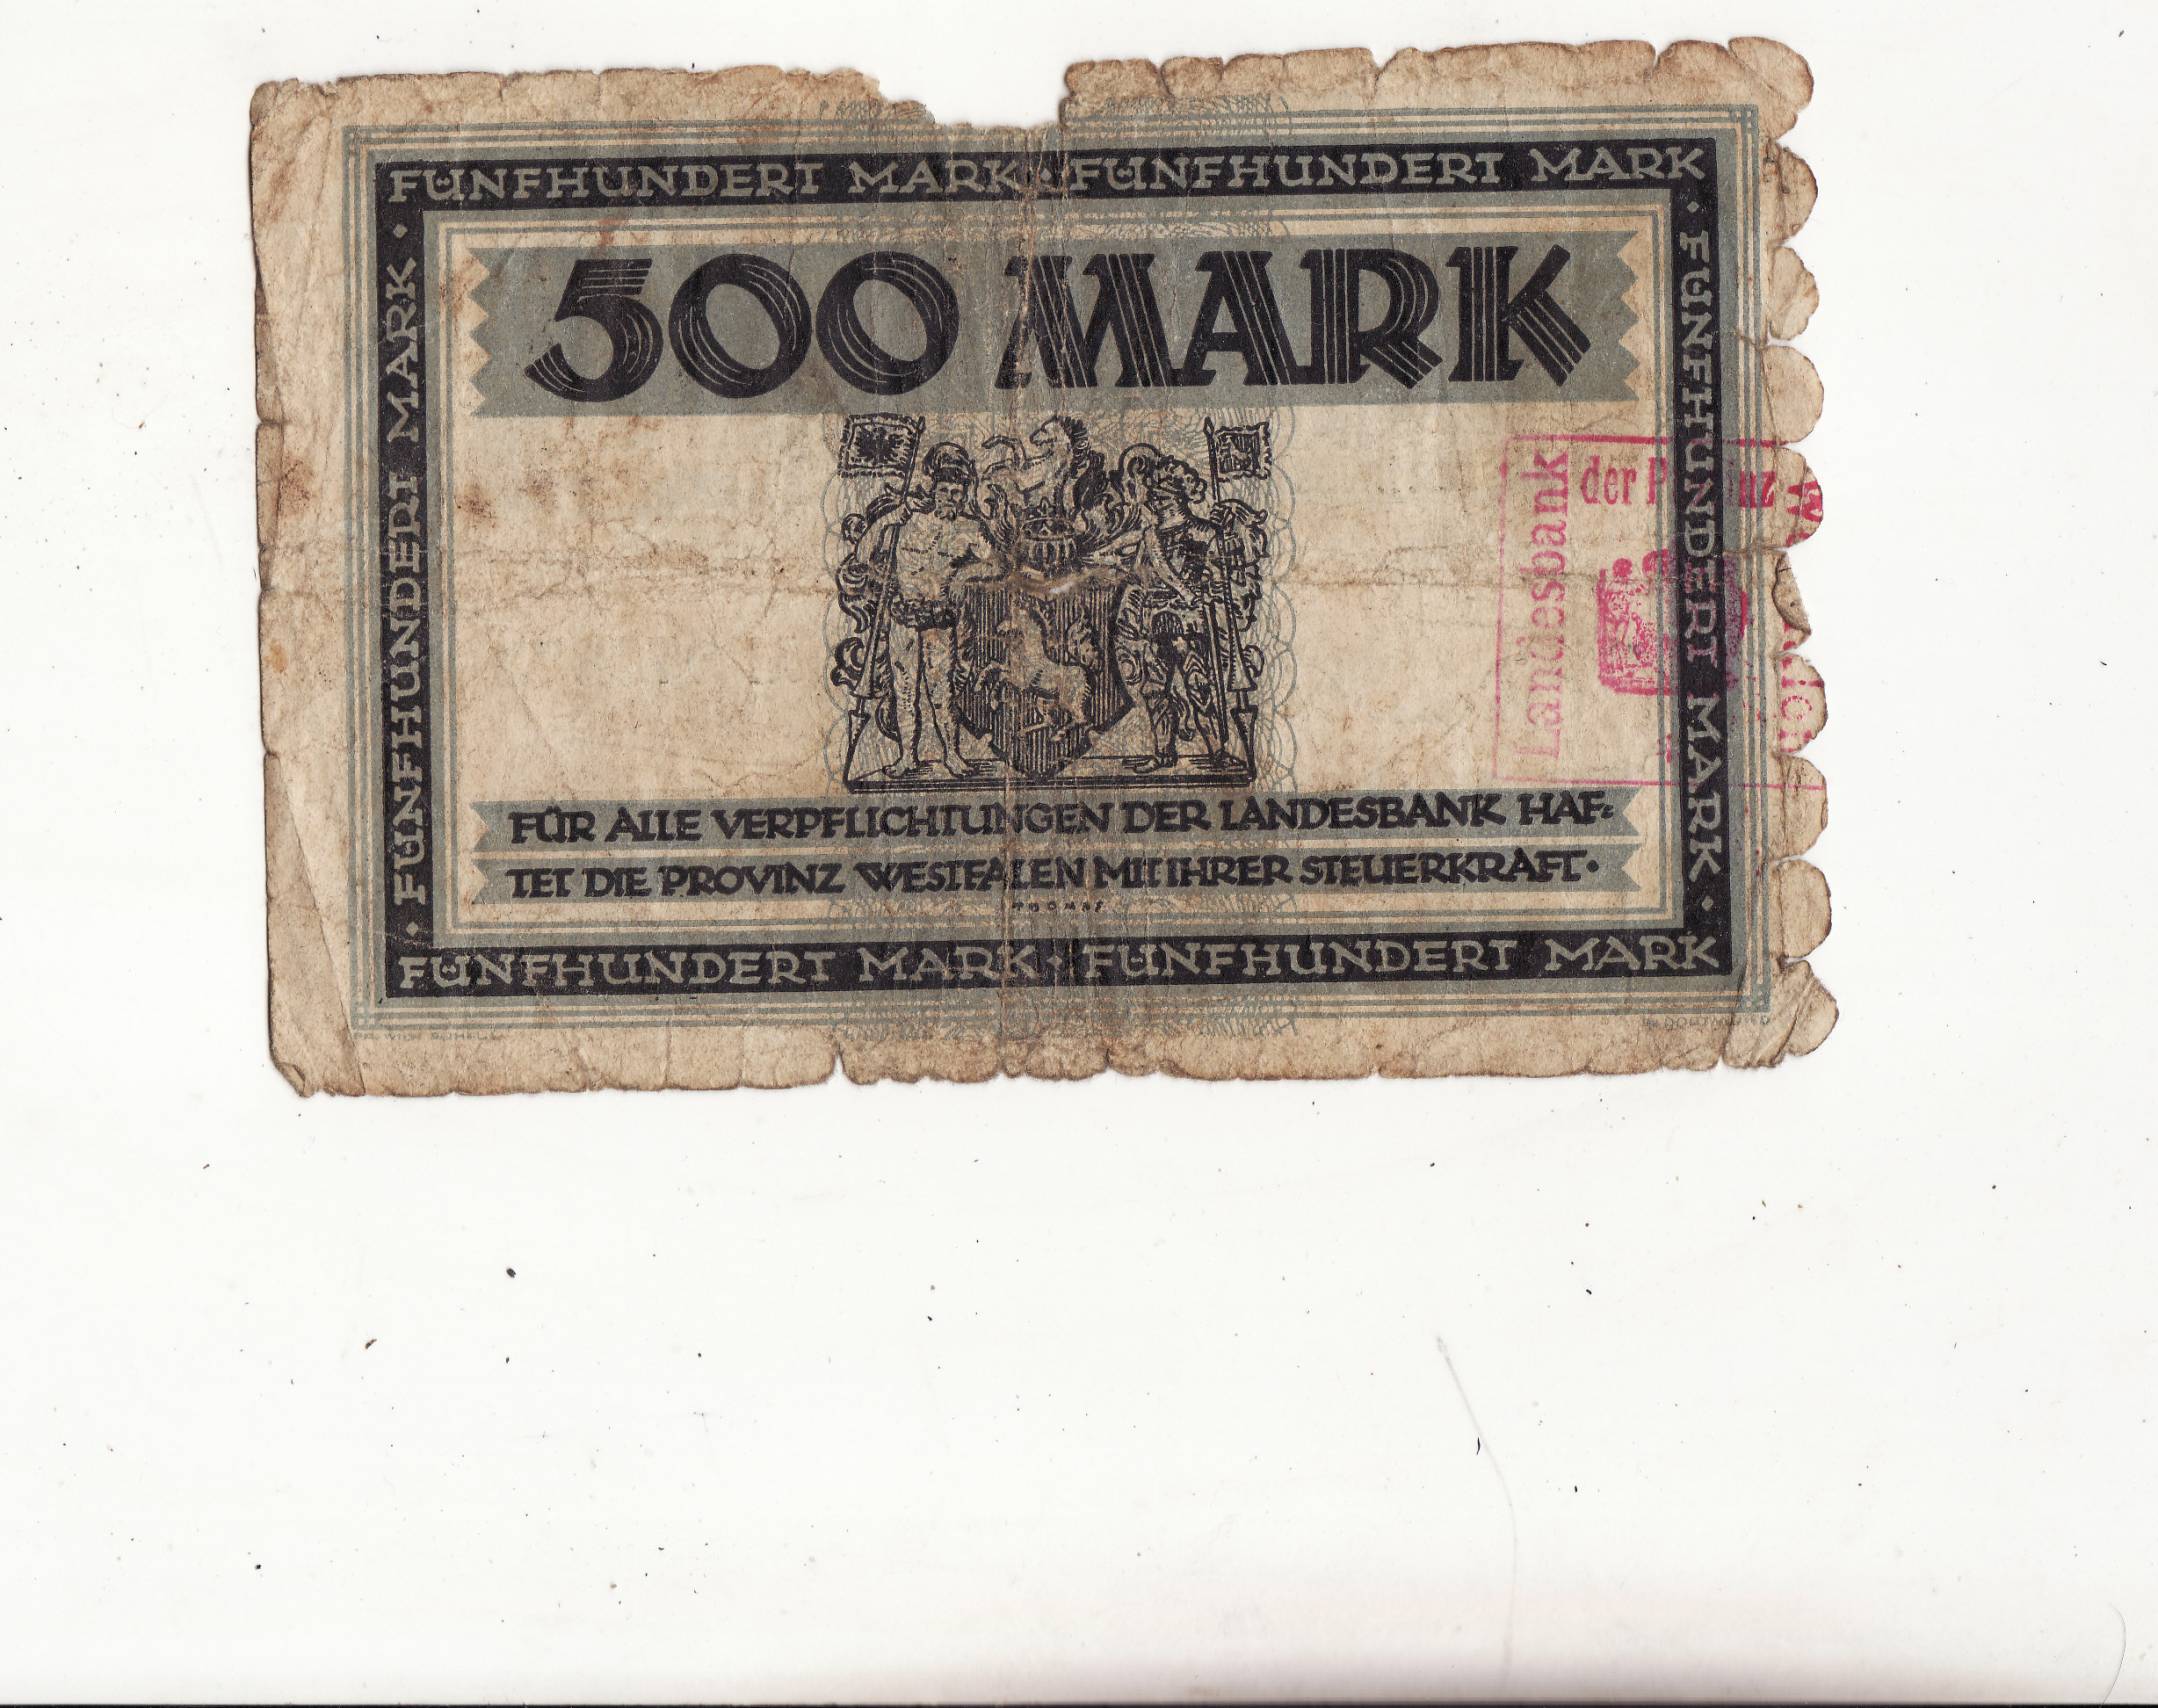 FÜNFHUNDERT MARK · FÜNFHUNDERT MARK
· FÜNFHUNDERT MARK ·
· FÜNFHUNDERT MARK ·
500 MARK
Landesbank
der
FÜR ALLE VERPFLICHTUNGEN DER LANDESBANK HAF=
TET DIE PROVINZ WESTFALEN MIT IHRER STEUERKRAFT·
THOMAS
FÜNFHUNDERT MARK · FÜNFHUNDERT MARK